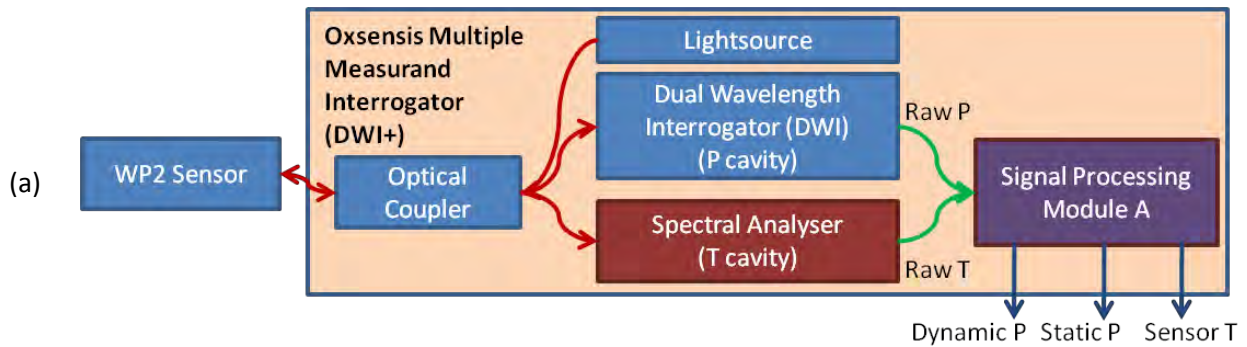 (a)
WP2 Sensor
Oxsensis Multiple
Measurand
Interrogator
(DWI+)
Optical
Coupler
Lightsource
Dual Wavelength
Interrogator (DWI)
(P cavity)
Spectral Analyser
(T cavity)
Raw P
Raw T
Signal Processing
Module A
Dynamic P
Static P
Sensor T